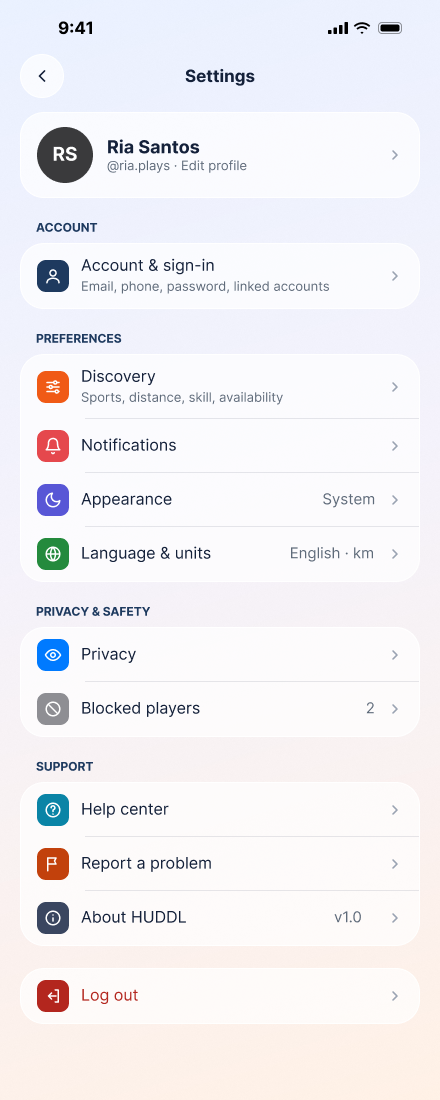 9:41
Settings
RS
Ria Santos
@ria.plays · Edit profile
ACCOUNT
Account & sign-in
Email, phone, password, linked accounts
PREFERENCES
Discovery
Sports, distance, skill, availability
Notifications
Appearance System
Language & units English · km
PRIVACY & SAFETY
Privacy
Blocked players 2
SUPPORT
Help center
Report a problem
About HUDDL v1.0
Log out